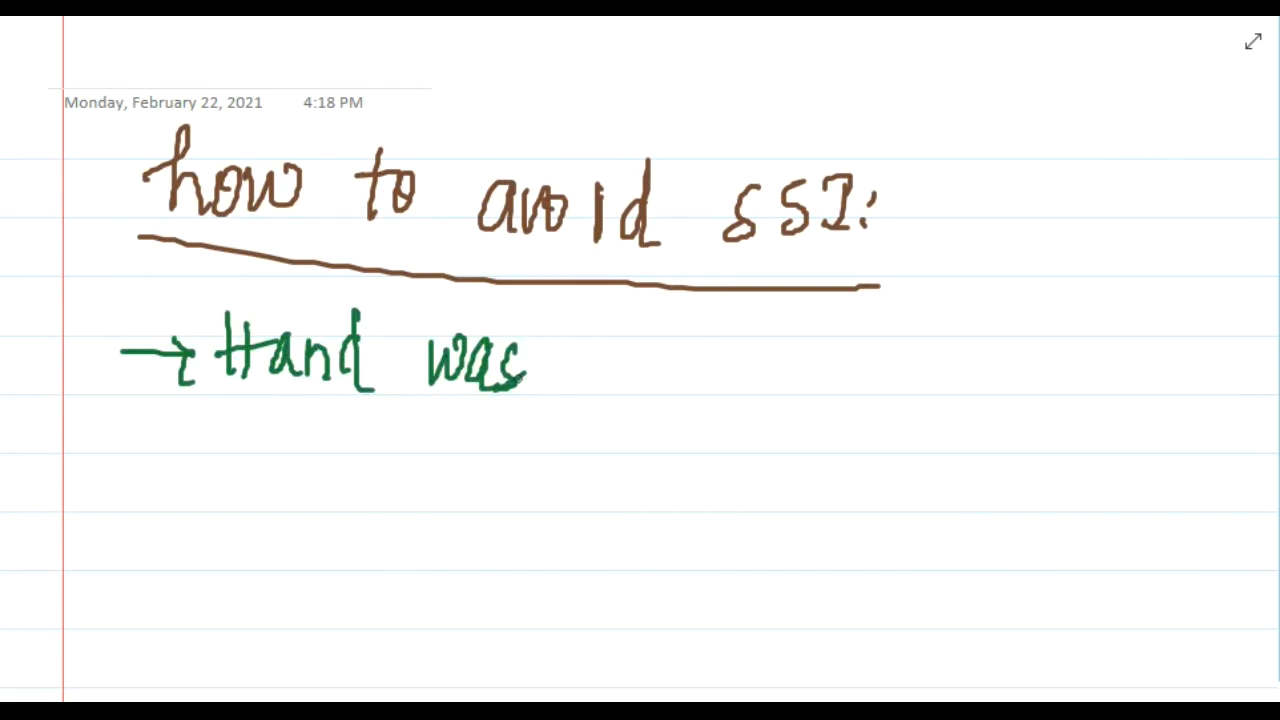 Monday, February 22, 2021 4:18 PM
how to avoid SSI:
→ Hand was